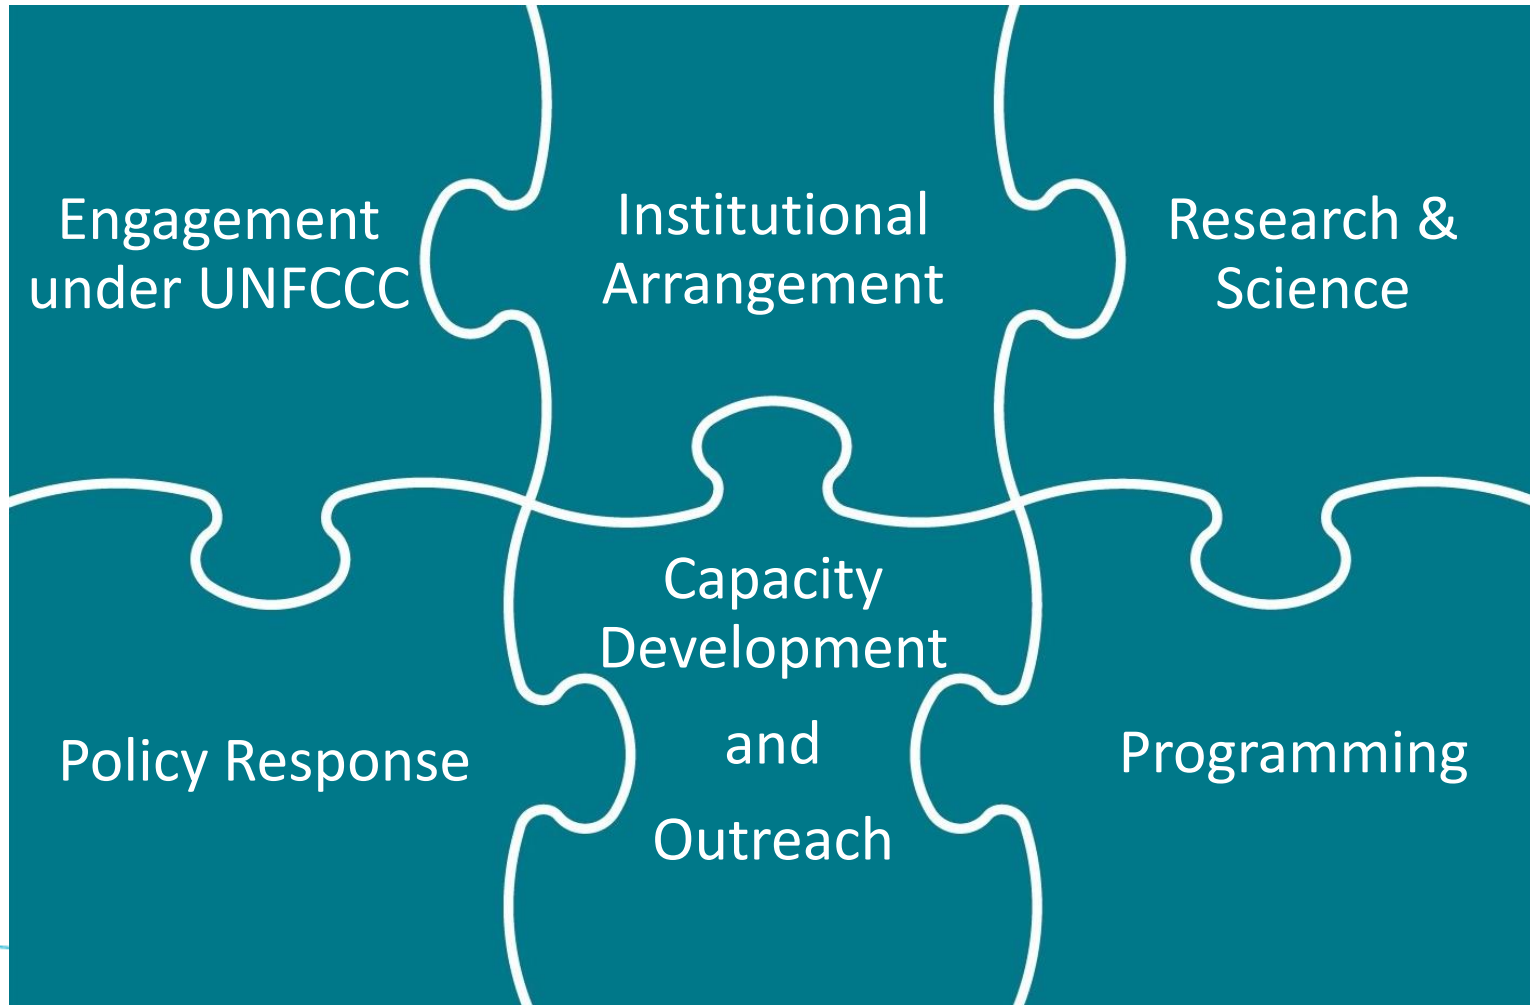 Engagement
under UNFCCC
Institutional
Arrangement
Research &
Science
Policy Response
Capacity
Development
and
Outreach
Programming